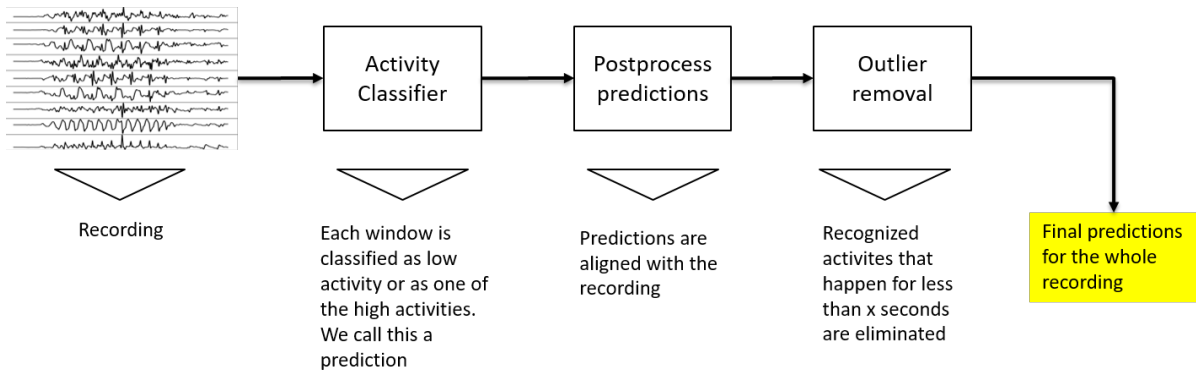 Activity
Classifier
Postprocess
predictions
Outlier
removal
Recording
Each window is
classified as low
activity or as one of
the high activities.
We call this a
prediction
Predictions are
aligned with the
recording
Recognized
activites that
happen for less
than x seconds
are eliminated
Final predictions
for the whole
recording